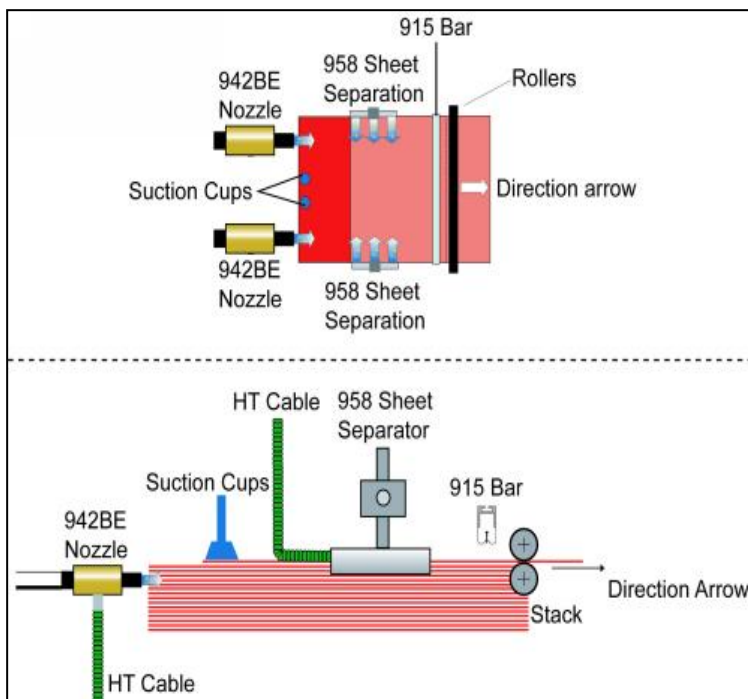 915 Bar
958 Sheet
Separation
Rollers
942BE
Nozzle
Suction Cups
Direction arrow
942BE
Nozzle
958 Sheet
Separation
HT Cable
958 Sheet
Separator
Suction Cups
915 Bar
942BE
Nozzle
Direction Arrow
Stack
HT Cable